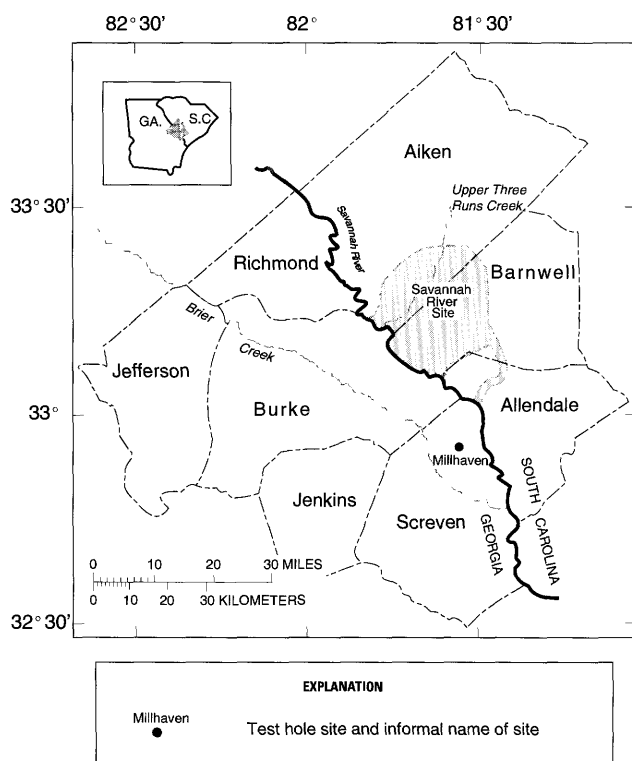 82°30'
82°
81°30'
GA.
S.C.
Aiken
Upper Three
Runs Creek
33°30'
Savannah River
Richmond
Barnwell
Savannah
River
Site
Brier
Creek
Jefferson
Burke
Allendale
33°
Millhaven
Jenkins
Screven
SOUTH CAROLINA
GEORGIA
0 10 20 30 MILES
0 10 20 30 KILOMETERS
32°30'
EXPLANATION
Millhaven
Test hole site and informal name of site